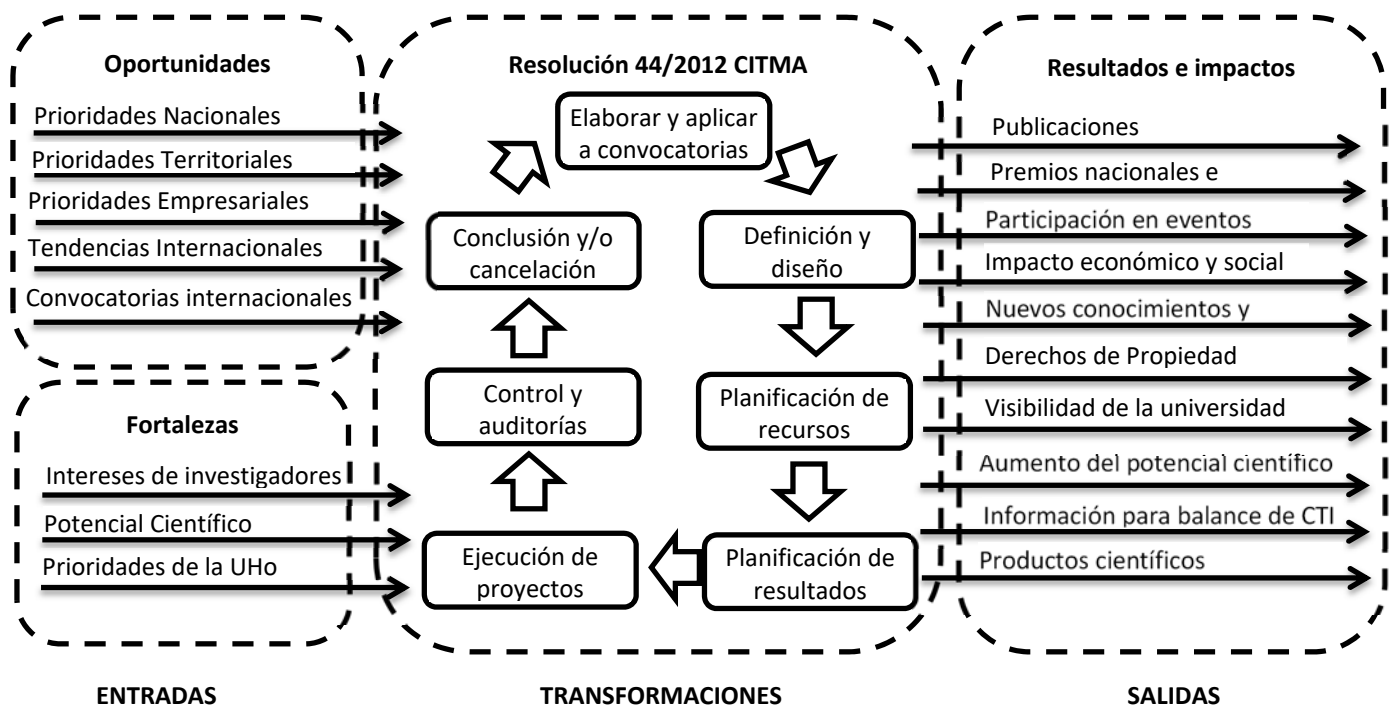 Oportunidades
Prioridades Nacionales
Prioridades Territoriales
Prioridades Empresariales
Tendencias Internacionales
Convocatorias internacionales
Fortalezas
Intereses de investigadores
Potencial Científico
Prioridades de la UHo
ENTRADAS
Resolución 44/2012 CITMA
Elaborar y aplicar
a convocatorias
Definición y
diseño
Planificación de
recursos
Planificación de
resultados
Ejecución de
proyectos
Control y
auditorías
Conclusión y/o
cancelación
TRANSFORMACIONES
Resultados e impactos
Publicaciones
Premios nacionales e
Participación en eventos
Impacto económico y social
Nuevos conocimientos y
Derechos de Propiedad
Visibilidad de la universidad
Aumento del potencial científico
Información para balance de CTI
Productos científicos
SALIDAS